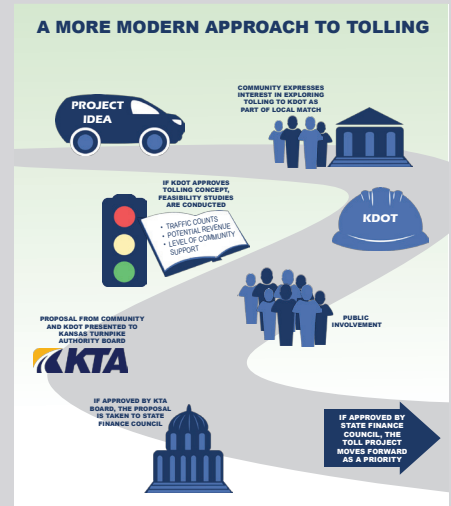 A MORE MODERN APPROACH TO TOLLING
PROJECT
IDEA
COMMUNITY EXPRESSES
INTEREST IN EXPLORING
TOLLING TO KDOT AS
PART OF LOCAL MATCH
KDOT
IF KDOT APPROVES
TOLLING CONCEPT,
FEASIBILITY STUDIES
ARE CONDUCTED
• TRAFFIC COUNTS
• POTENTIAL REVENUE
• LEVEL OF COMMUNITY
SUPPORT
PUBLIC
INVOLVEMENT
PROPOSAL FROM COMMUNITY
AND KDOT PRESENTED TO
KANSAS TURNPIKE
AUTHORITY BOARD
KTA
IF APPROVED BY KTA
BOARD, THE PROPOSAL
IS TAKEN TO STATE
FINANCE COUNCIL
IF APPROVED BY
STATE FINANCE
COUNCIL, THE
TOLL PROJECT
MOVES FORWARD
AS A PRIORITY